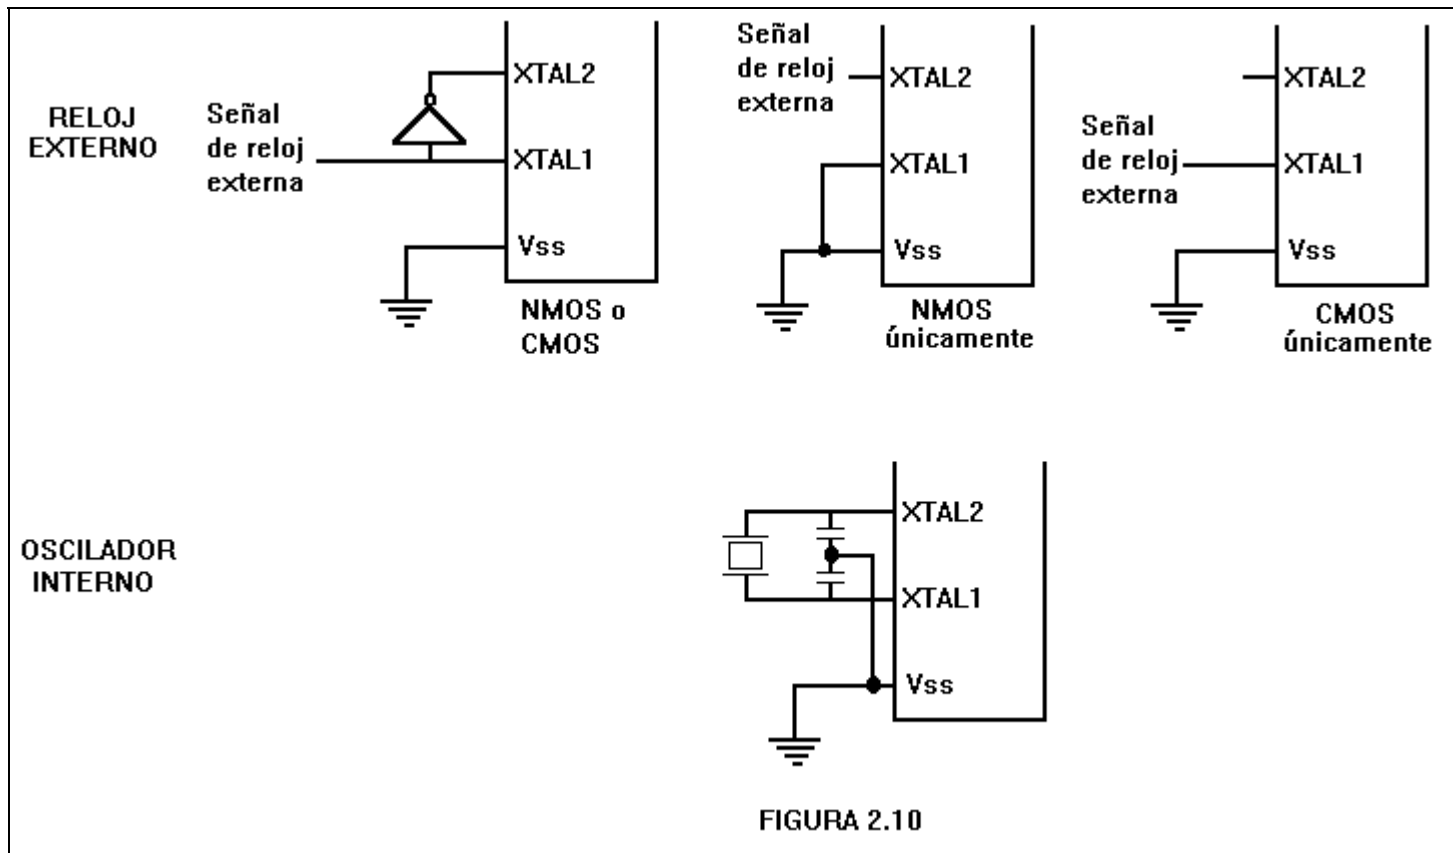 RELOJ
EXTERNO
Señal
de reloj
externa
XTAL2
XTAL1
Vss
NMOS o
CMOS
Señal
de reloj
externa
XTAL2
XTAL1
Vss
NMOS
únicamente
Señal
de reloj
externa
XTAL2
XTAL1
Vss
CMOS
únicamente
OSCILADOR
INTERNO
XTAL2
XTAL1
Vss
FIGURA 2.10